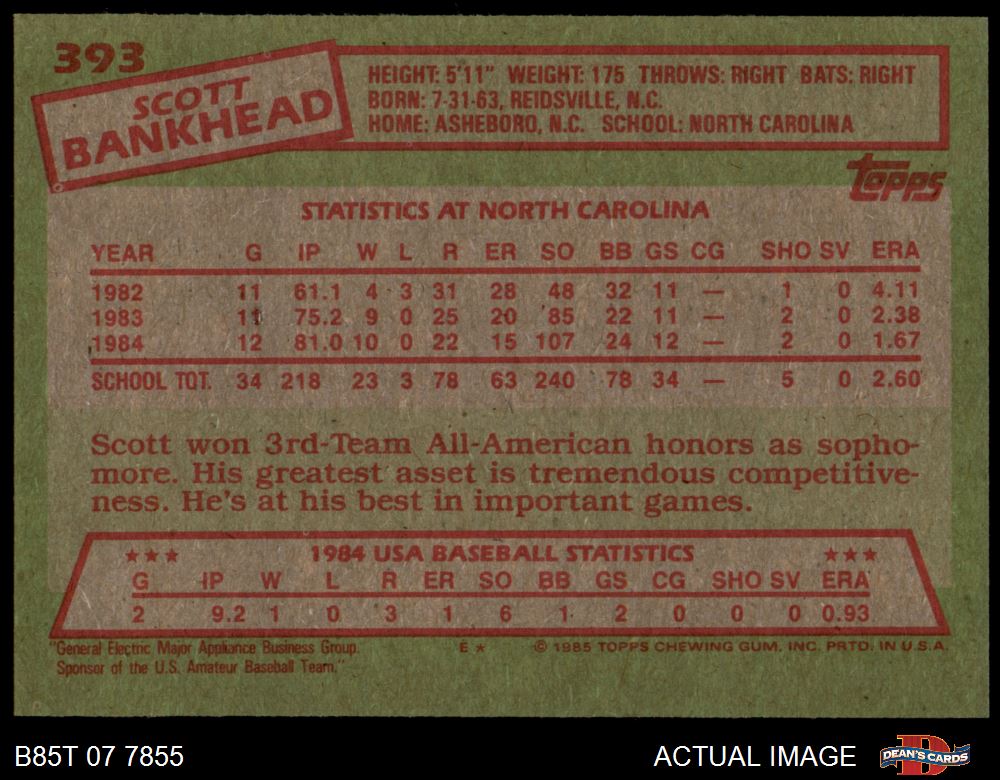 393
SCOTT
BANKHEAD
HEIGHT: 5'11" WEIGHT: 175 THROWS: RIGHT BATS: RIGHT
BORN: 7-31-63, REIDSVILLE, N.C.
HOME: ASHEBORO, N.C. SCHOOL: NORTH CAROLINA
topps
STATISTICS AT NORTH CAROLINA
YEAR G IP W L R ER SO BB GS CG SHO SV ERA
1982 11 61.1 4 3 31 28 48 32 11 — 1 0 4.11
1983 11 75.2 9 0 25 20 85 22 11 — 2 0 2.38
1984 12 81.0 10 0 22 15 107 24 12 — 2 0 1.67
SCHOOL TOT. 34 218 23 3 78 63 240 78 34 — 5 0 2.60
Scott won 3rd-Team All-American honors as sopho-
more. His greatest asset is tremendous competitive-
ness. He's at his best in important games.
★★★ 1984 USA BASEBALL STATISTICS ★★★
G IP W L R ER SO BB GS CG SHO SV ERA
2 9.2 1 0 3 1 6 1 2 0 0 0 0.93
"General Electric Major Appliance Business Group.
Sponsor of the U.S. Amateur Baseball Team."
E ★ © 1985 TOPPS CHEWING GUM, INC. PRTD. IN U.S.A.
B85T 07 7855
ACTUAL IMAGE
DEAN'S CARDS